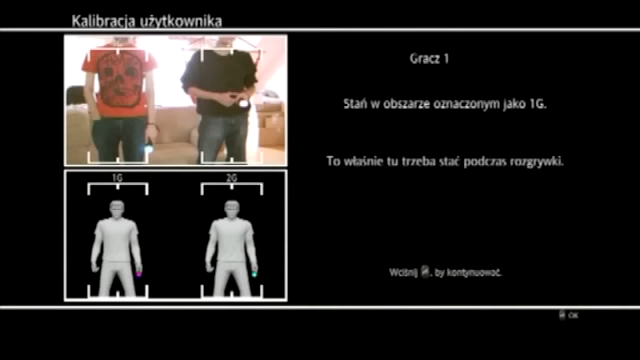 Kalibracja użytkownika
Gracz 1
Stań w obszarze oznaczonym jako 1G.
To właśnie tu trzeba stać podczas rozgrywki.
1G
2G
Wciśnij , by kontynuować.
OK